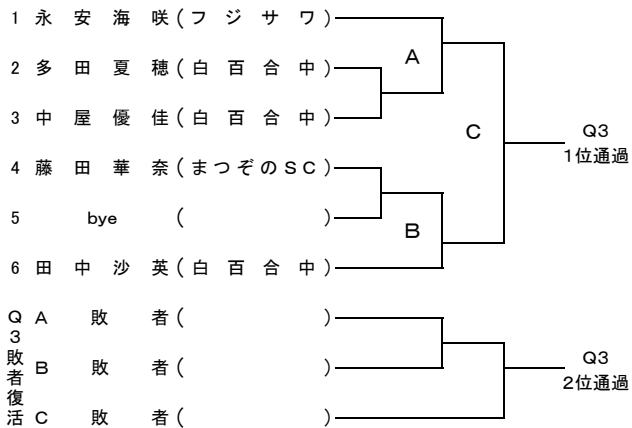 1 永安海咲(フジサワ)
A
2 多田夏穂(白百合中)
3 中屋優佳(白百合中)
C
Q3
1位通過
4 藤田華奈(まつぞのSC)
5 bye ( )
B
6 田中沙英(白百合中)
Q3敗者復活
A 敗者( )
B 敗者( )
C 敗者( )
Q3
2位通過